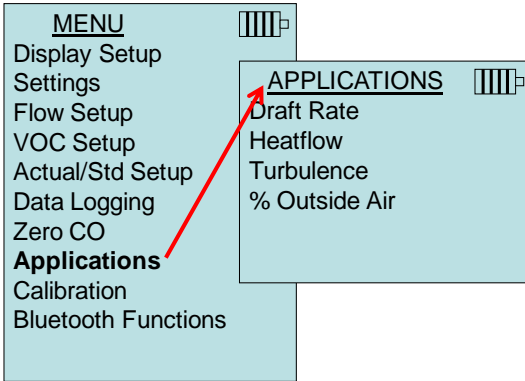 MENU
Display Setup
Settings
Flow Setup
VOC Setup
Actual/Std Setup
Data Logging
Zero CO
Applications
Calibration
Bluetooth Functions
APPLICATIONS
Draft Rate
Heatflow
Turbulence
% Outside Air